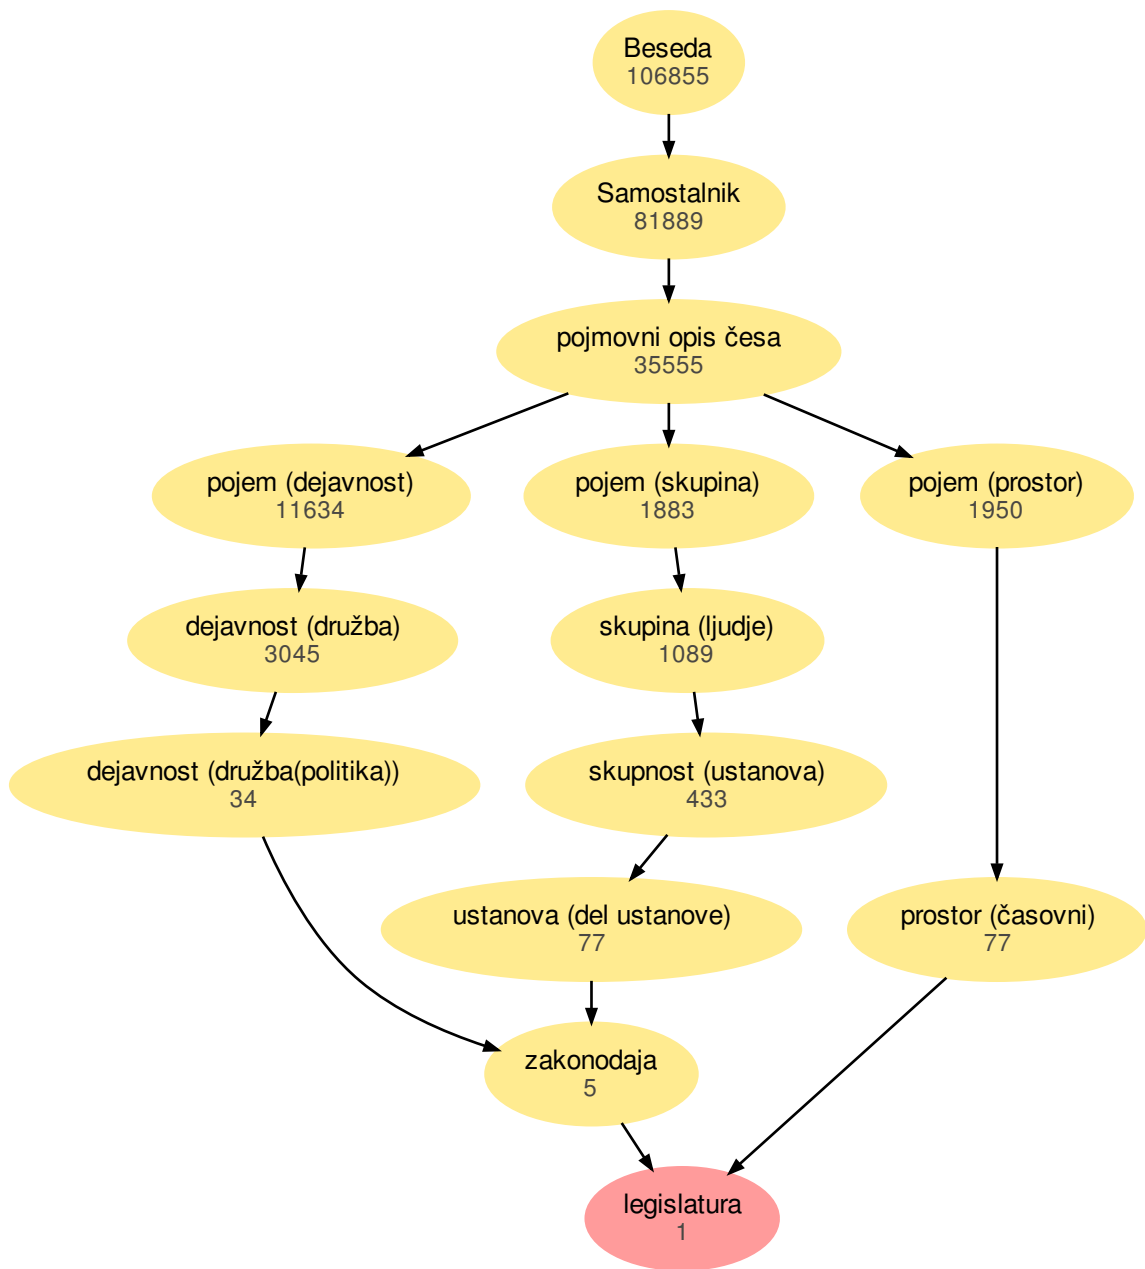 Beseda
106855
Samostalnik
81889
pojmovni opis česa
35555
pojem (dejavnost)
11634
pojem (skupina)
1883
pojem (prostor)
1950
dejavnost (družba)
3045
skupina (ljudje)
1089
dejavnost (družba(politika))
34
skupnost (ustanova)
433
ustanova (del ustanove)
77
prostor (časovni)
77
zakonodaja
5
legislatura
1